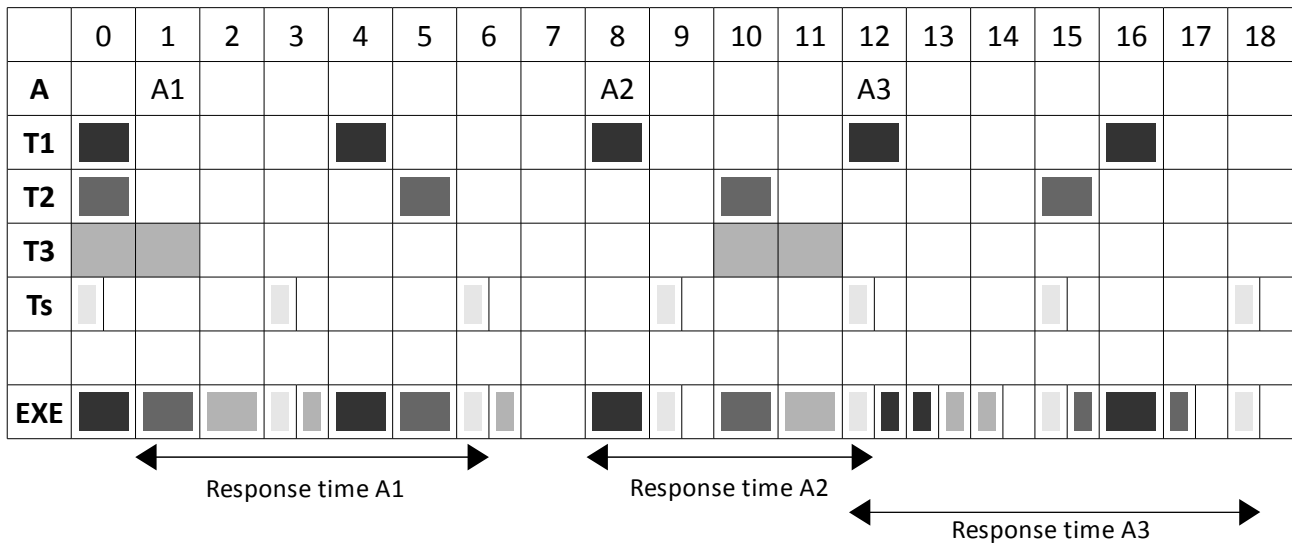 0 1 2 3 4 5 6 7 8 9 10 11 12 13 14 15 16 17 18
A A1 A2 A3
T1
T2
T3
Ts
EXE
Response time A1 Response time A2
Response time A3